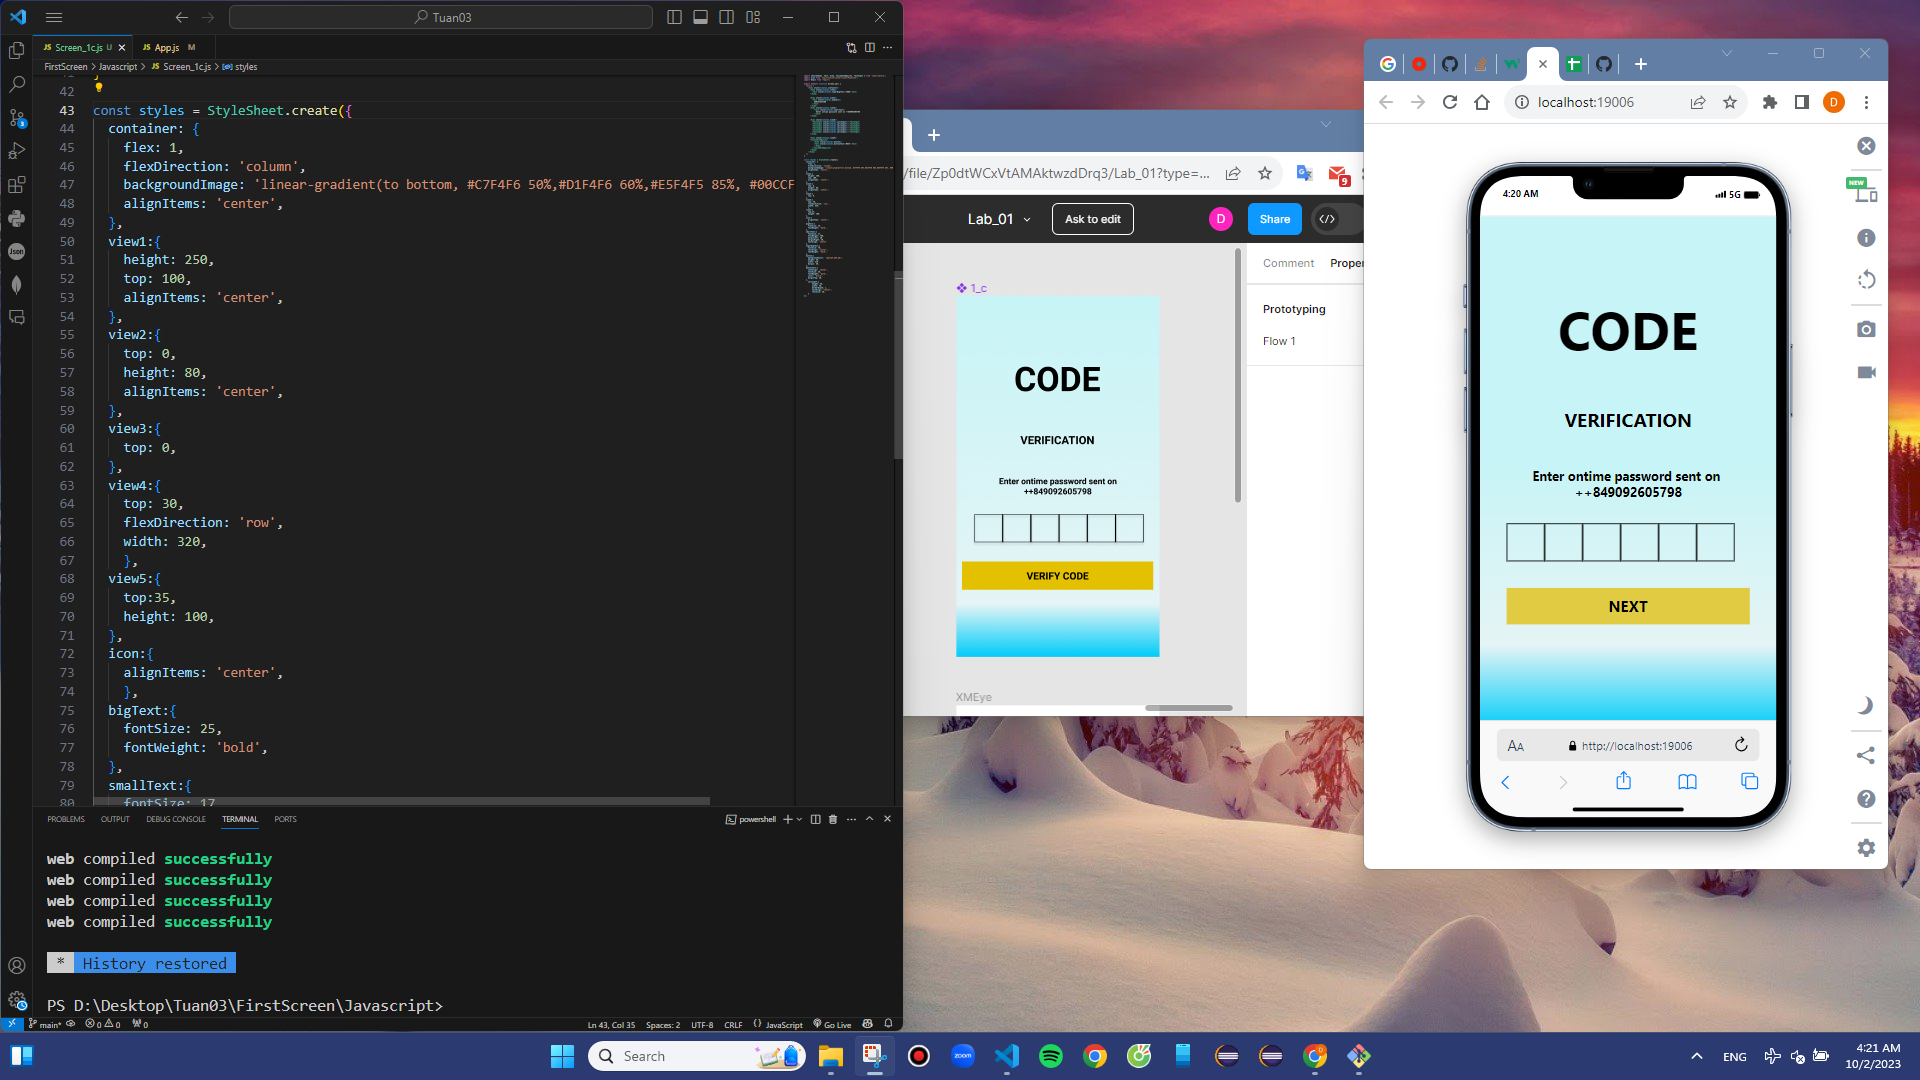 Tuan03
JS Screen_1c.js U
JS App.js M
FirstScreen > Javascript > JS Screen_1c.js > styles
42
43 const styles = StyleSheet.create({
44 container: {
45 flex: 1,
46 flexDirection: 'column',
47 backgroundImage: 'linear-gradient(to bottom, #C7F4F6 50%,#D1F4F6 60%,#E5F4F5 85%, #00CCF
48 alignItems: 'center',
49 },
50 view1:{
51 height: 250,
52 top: 100,
53 alignItems: 'center',
54 },
55 view2:{
56 top: 0,
57 height: 80,
58 alignItems: 'center',
59 },
60 view3:{
61 top: 0,
62 },
63 view4:{
64 top: 30,
65 flexDirection: 'row',
66 width: 320,
67 },
68 view5:{
69 top:35,
70 height: 100,
71 },
72 icon:{
73 alignItems: 'center',
74 },
75 bigText:{
76 fontSize: 25,
77 fontWeight: 'bold',
78 },
79 smallText:{
80 fontSize: 17
PROBLEMS OUTPUT DEBUG CONSOLE TERMINAL PORTS
powershell
web compiled successfully
web compiled successfully
web compiled successfully
web compiled successfully
* History restored
PS D:\Desktop\Tuan03\FirstScreen\Javascript>
main* 0 0 0
Ln 43, Col 35 Spaces: 2 UTF-8 CRLF {} JavaScript Go Live
/file/Zp0dtWCxVtAMAktwzdDrq3/Lab_01?type=...
9
Lab_01
Ask to edit
D
Share
</>
Comment
Proper
Prototyping
Flow 1
1_c
CODE
VERIFICATION
Enter ontime password sent on
++849092605798
VERIFY CODE
XMEye
localhost:19006
D
NEW
4:20 AM
5G
CODE
VERIFICATION
Enter ontime password sent on
++849092605798
NEXT
AA
http://localhost:19006
Search
zoom
ENG
4:21 AM
10/2/2023